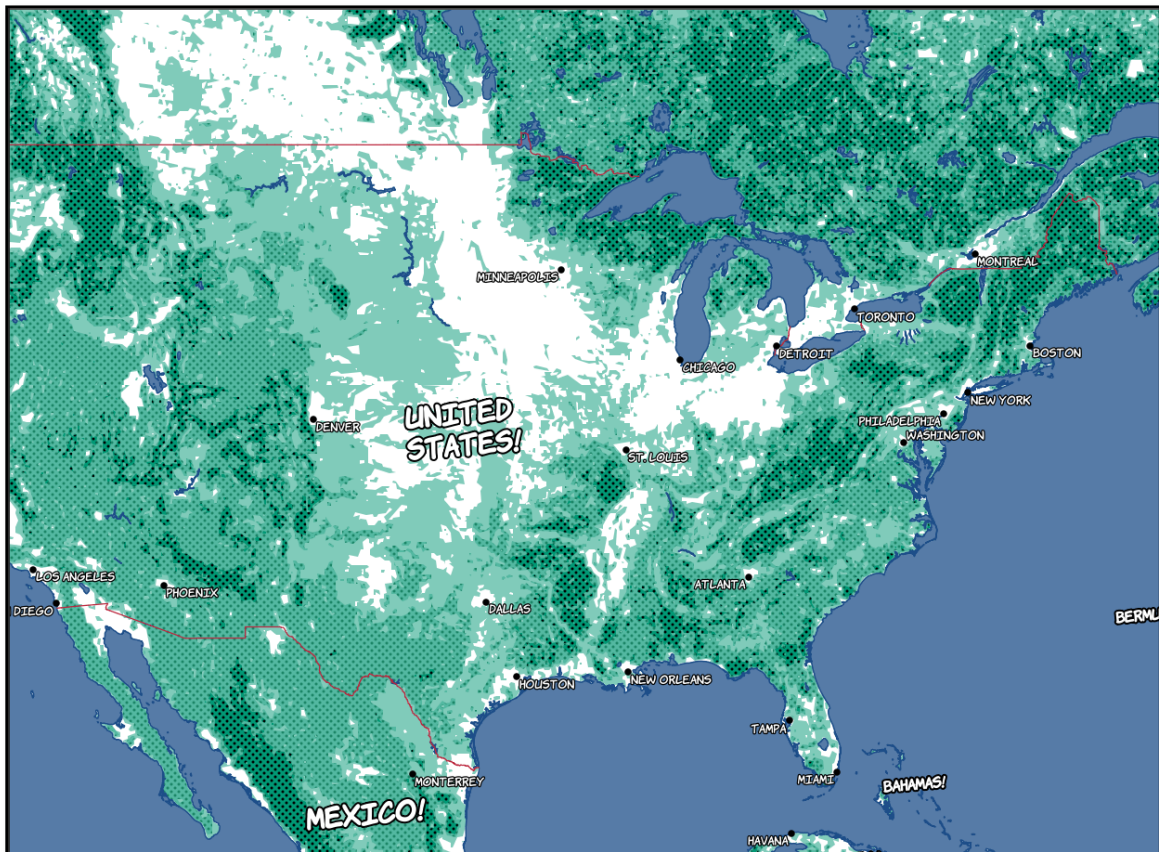 MONTREAL
MINNEAPOLIS
TORONTO
DETROIT
BOSTON
CHICAGO
NEW YORK
UNITED
STATES!
DENVER
PHILADELPHIA
WASHINGTON
ST. LOUIS
LOS ANGELES
PHOENIX
ATLANTA
DIEGO
DALLAS
BERMU
NEW ORLEANS
HOUSTON
TAMPA
MONTERREY
MIAMI
BAHAMAS!
MEXICO!
HAVANA